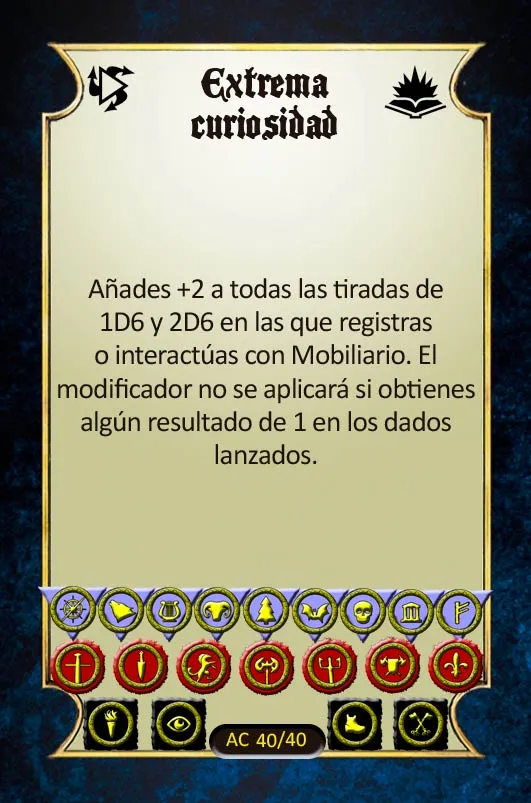 Extrema
curiosidad
Añades +2 a todas las tiradas de
1D6 y 2D6 en las que registras
o interactúas con Mobiliario. El
modificador no se aplicará si obtienes
algún resultado de 1 en los dados
lanzados.
AC 40/40